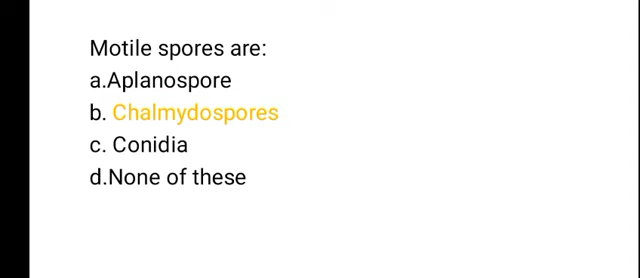 Motile spores are:
a.Aplanospore
b. Chalmydospores
c. Conidia
d.None of these